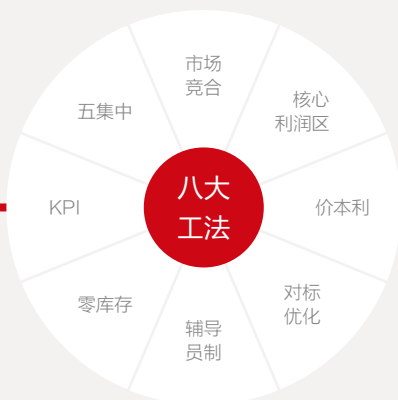 市场
竞合
核心
利润区
价本利
对标
优化
辅导
员制
零库存
KPI
五集中
八大
工法